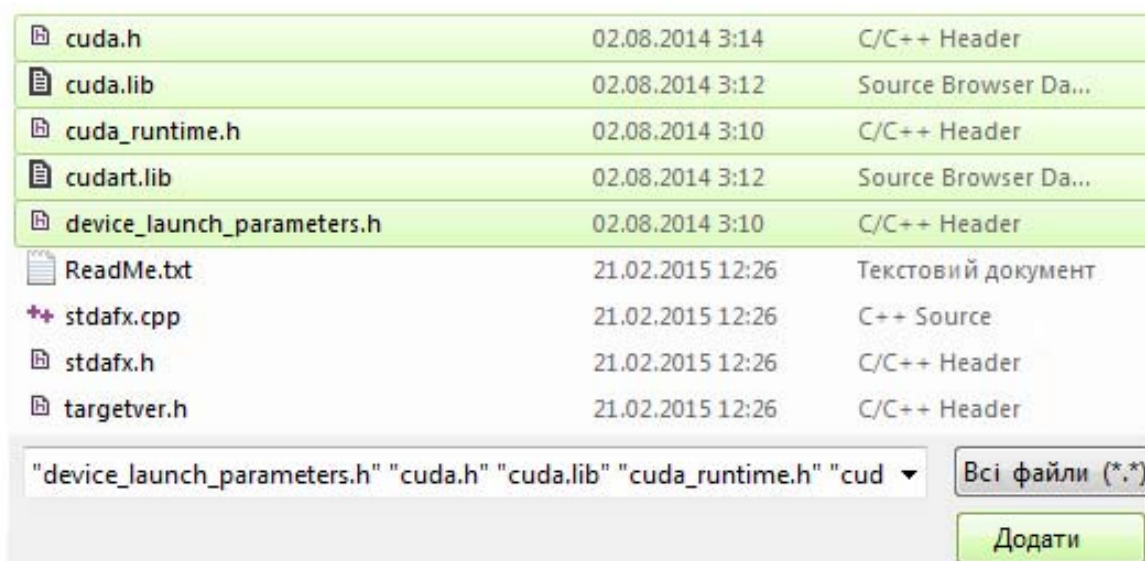 cuda.h 02.08.2014 3:14 C/C++ Header
cuda.lib 02.08.2014 3:12 Source Browser Da...
cuda_runtime.h 02.08.2014 3:10 C/C++ Header
cudart.lib 02.08.2014 3:12 Source Browser Da...
device_launch_parameters.h 02.08.2014 3:10 C/C++ Header
ReadMe.txt 21.02.2015 12:26 Текстовий документ
stdafx.cpp 21.02.2015 12:26 C++ Source
stdafx.h 21.02.2015 12:26 C/C++ Header
targetver.h 21.02.2015 12:26 C/C++ Header
"device_launch_parameters.h" "cuda.h" "cuda.lib" "cuda_runtime.h" "cud Всі файли (*.*)
Додати